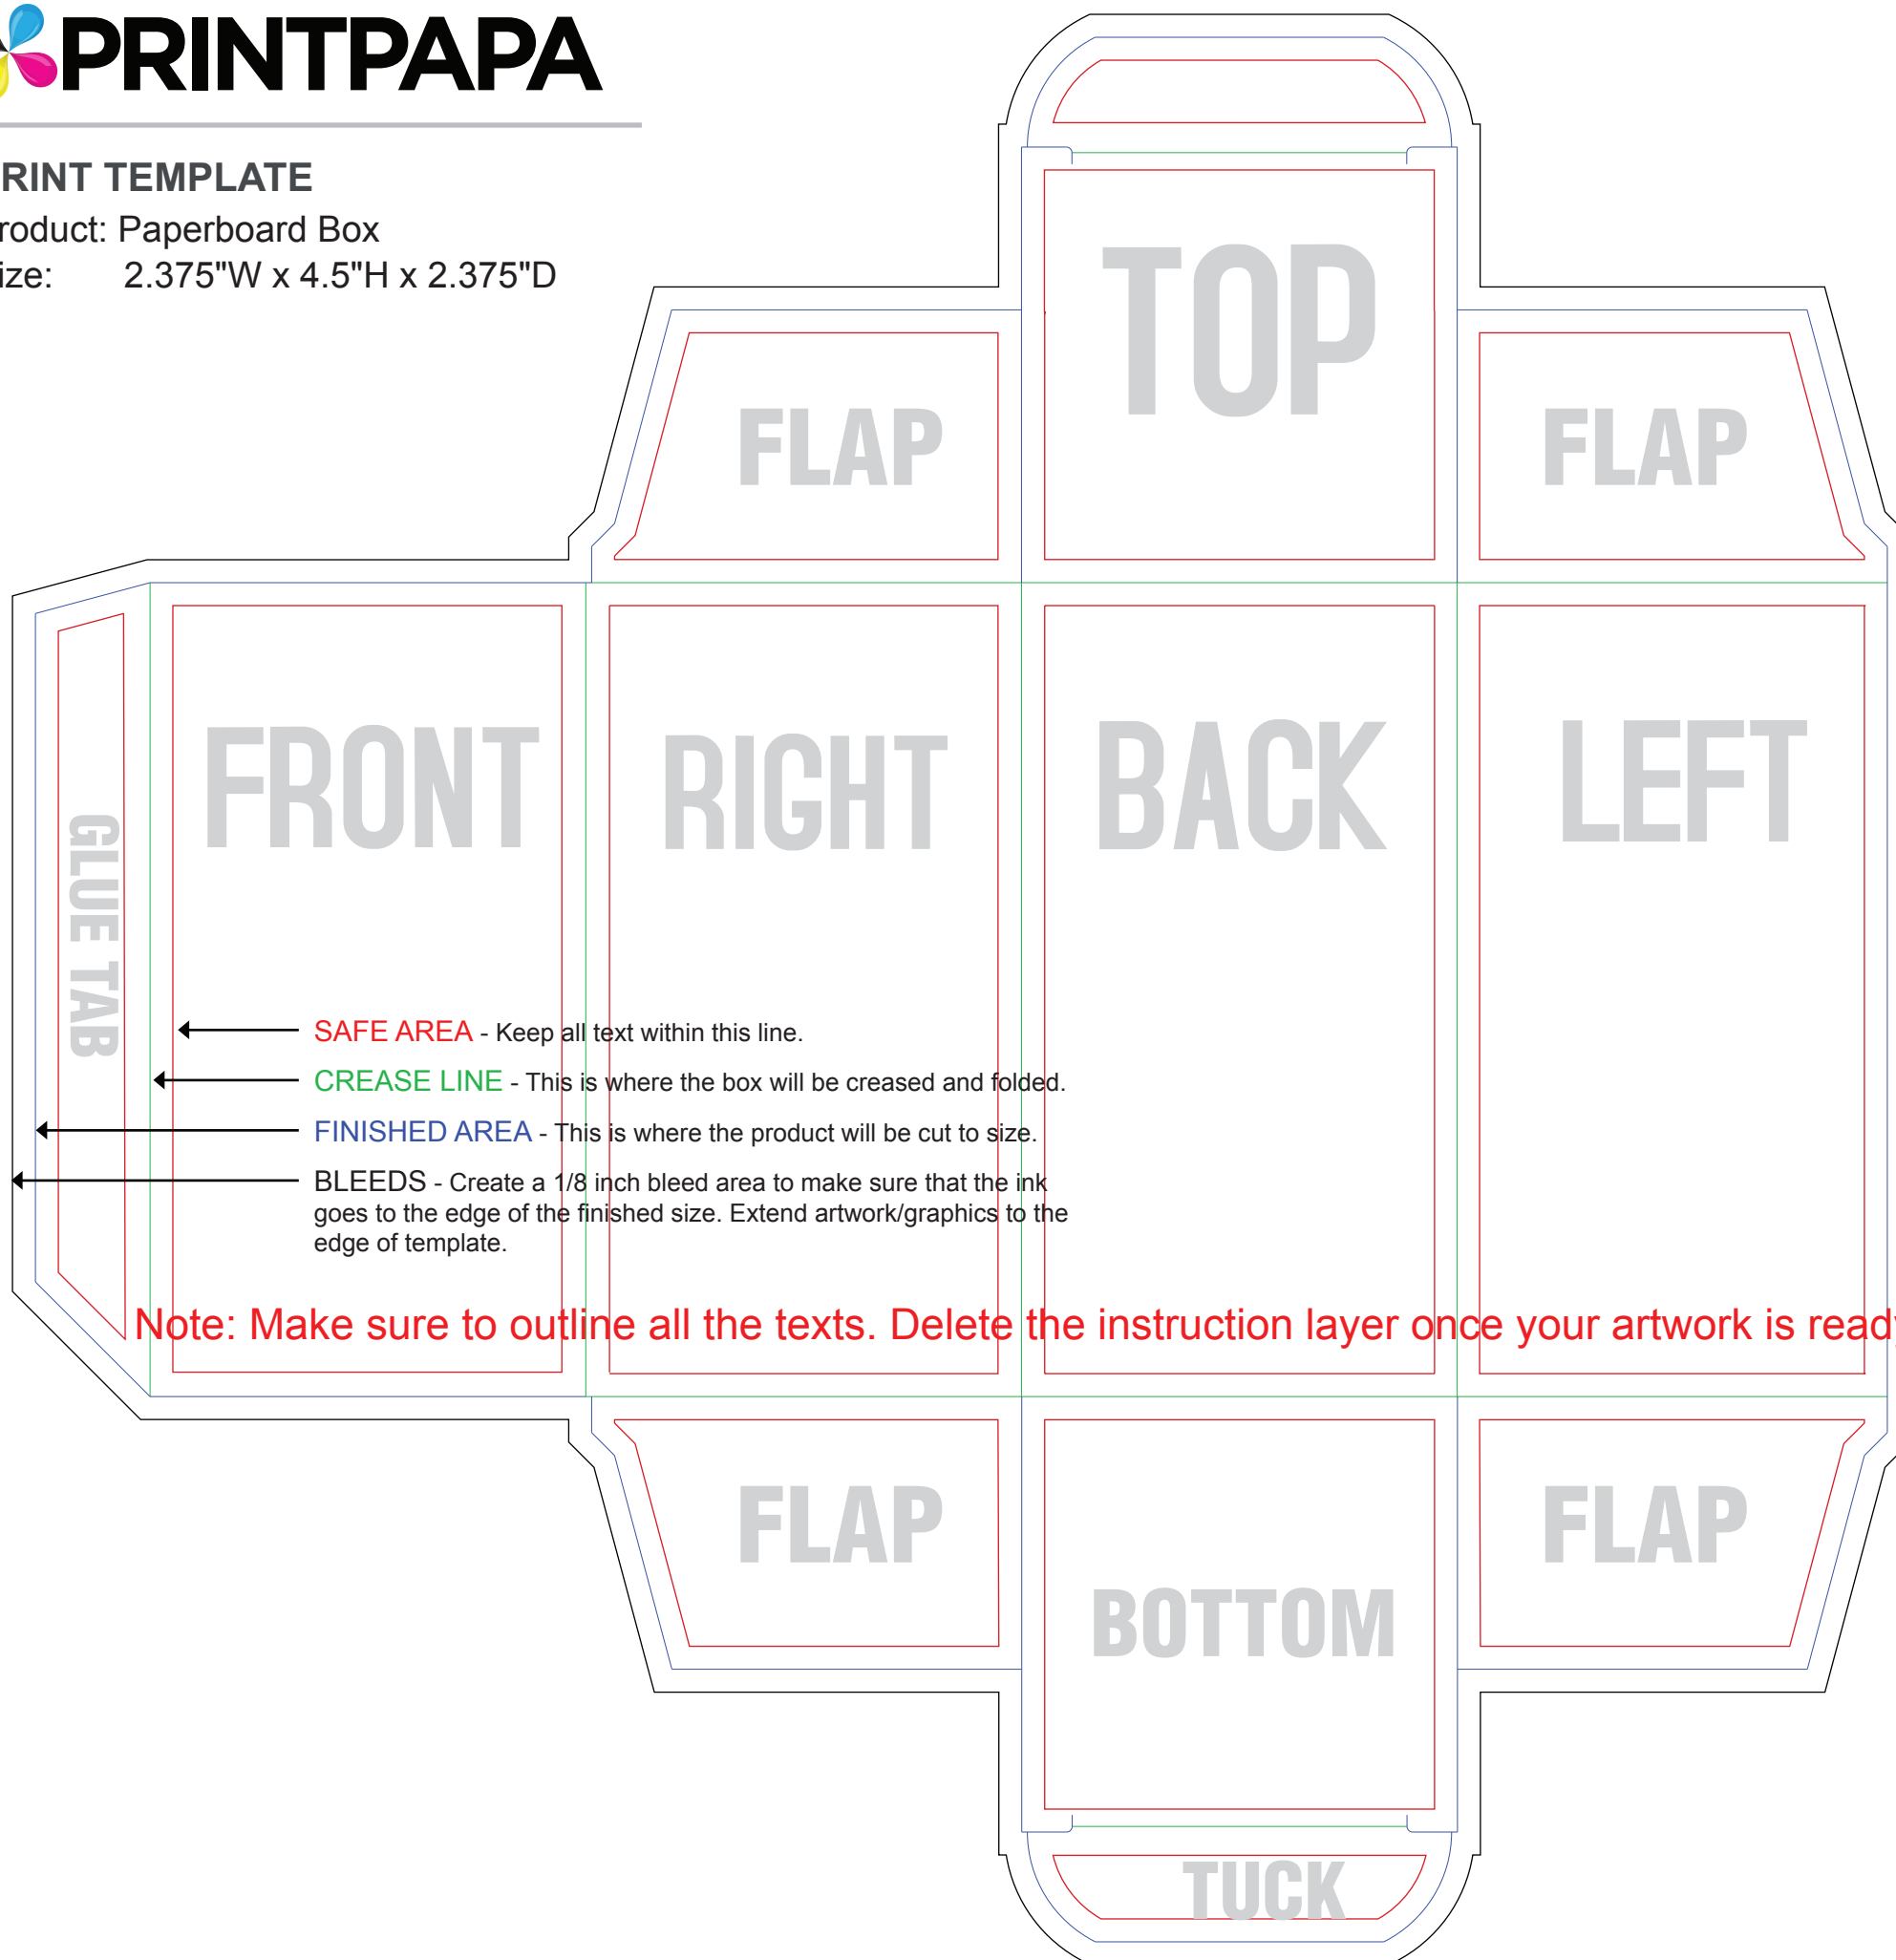 PRINTPAPA
RINT TEMPLATE
roduct: Paperboard Box
ize: 2.375"W x 4.5"H x 2.375"D
TOP
FLAP
FLAP
FRONT
RIGHT
BACK
LEFT
GLUE TAB
SAFE AREA - Keep all text within this line.
CREASE LINE - This is where the box will be creased and folded.
FINISHED AREA - This is where the product will be cut to size.
BLEEDS - Create a 1/8 inch bleed area to make sure that the ink
goes to the edge of the finished size. Extend artwork/graphics to the
edge of template.
Note: Make sure to outline all the texts. Delete the instruction layer once your artwork is ready
FLAP
FLAP
BOTTOM
TUCK